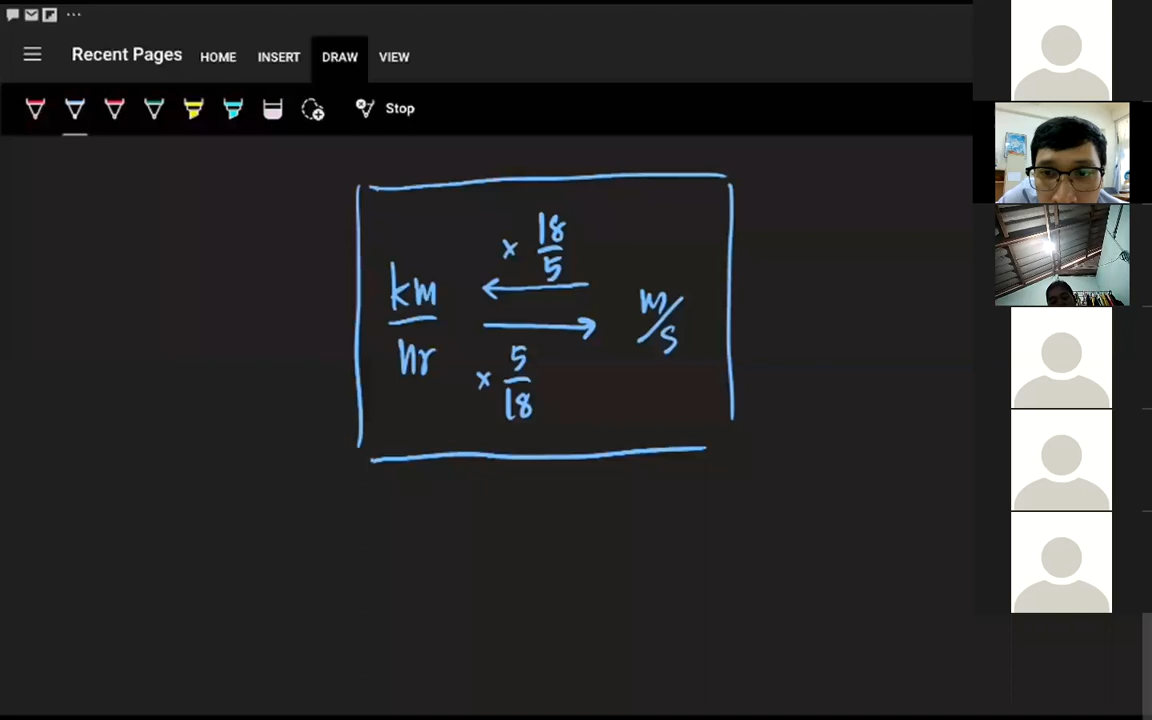 Recent Pages HOME INSERT DRAW VIEW
Stop
× 18/5
km/hr
m/s
× 5/18